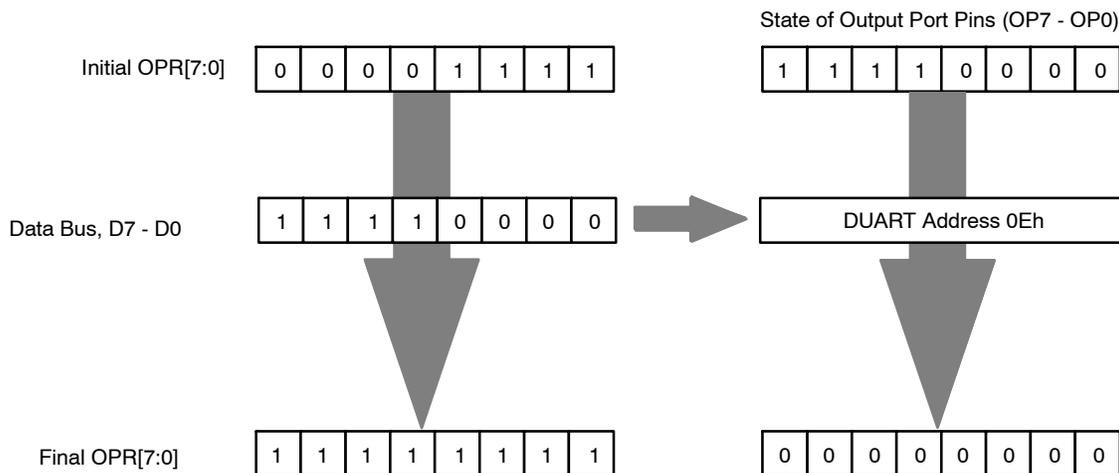 State of Output Port Pins (OP7 - OP0)
Initial OPR[7:0] 0 0 0 0 1 1 1 1 1 1 1 1 0 0 0 0
Data Bus, D7 - D0 1 1 1 1 0 0 0 0 DUART Address 0Eh
Final OPR[7:0] 1 1 1 1 1 1 1 1 0 0 0 0 0 0 0 0